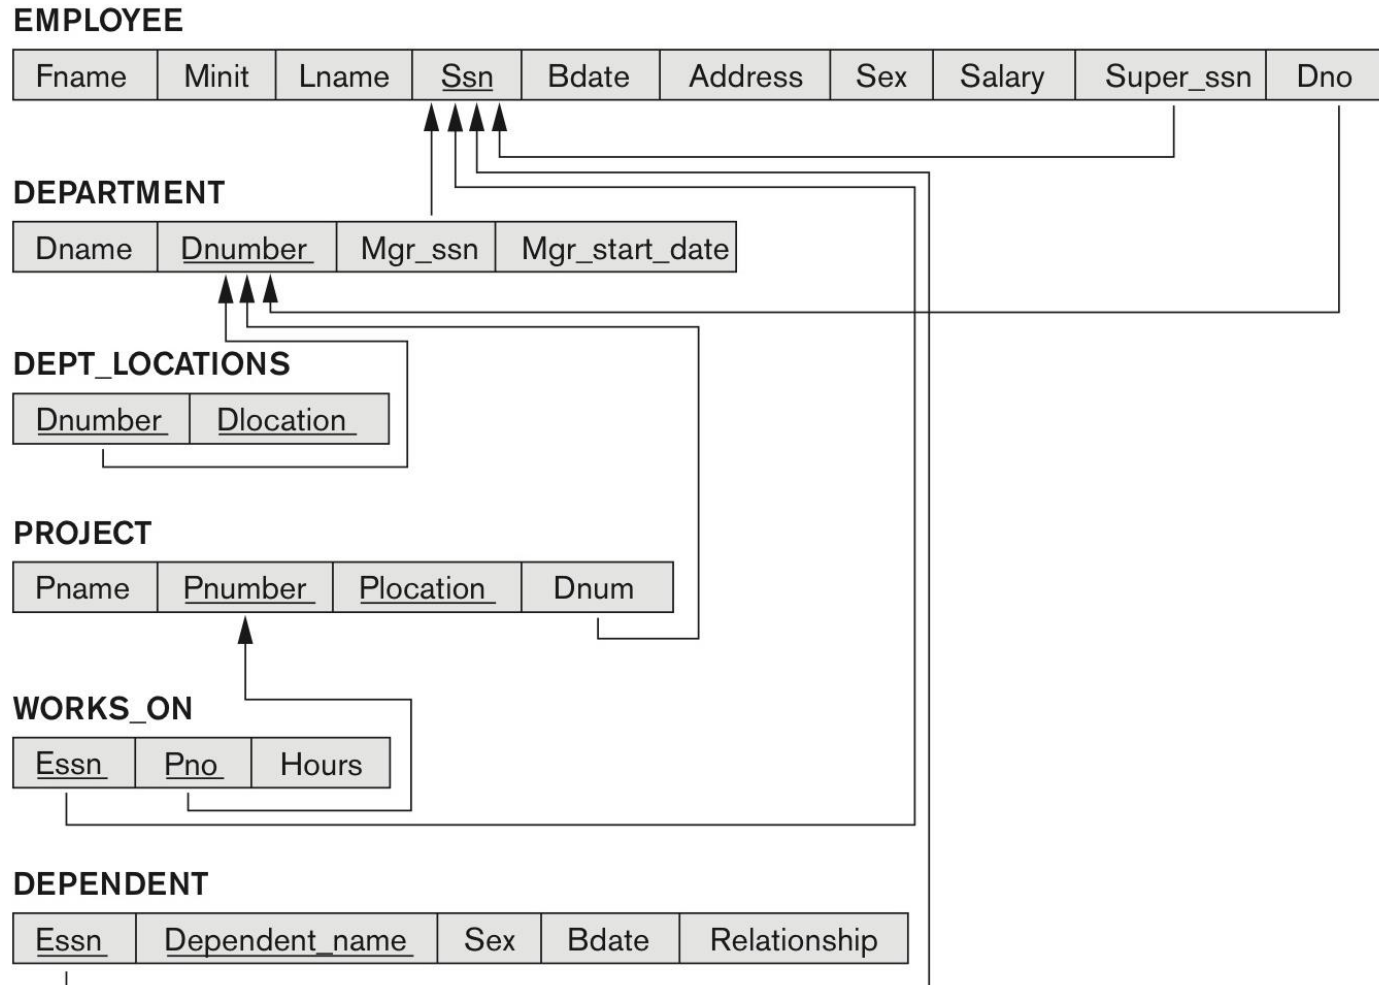 EMPLOYEE
Fname Minit Lname Ssn Bdate Address Sex Salary Super_ssn Dno
DEPARTMENT
Dname Dnumber Mgr_ssn Mgr_start_date
DEPT_LOCATIONS
Dnumber Dlocation
PROJECT
Pname Pnumber Plocation Dnum
WORKS_ON
Essn Pno Hours
DEPENDENT
Essn Dependent_name Sex Bdate Relationship